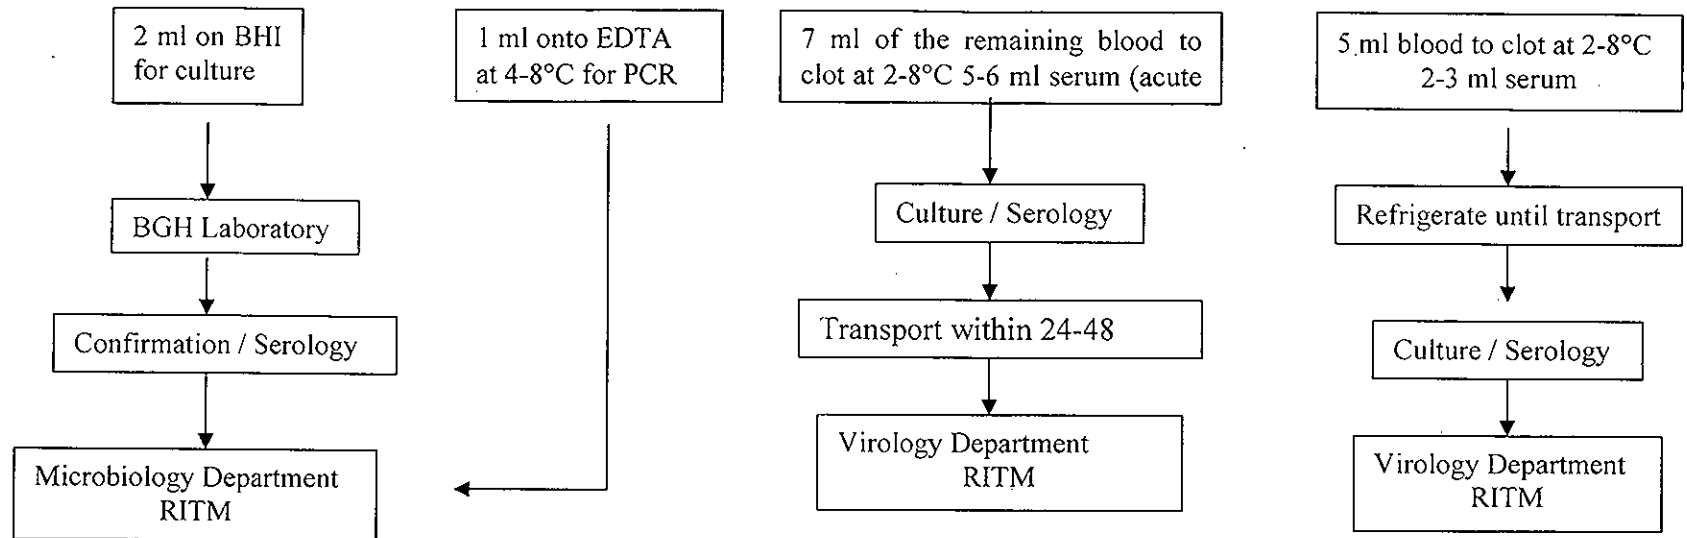 2 ml on BHI
for culture
1 ml onto EDTA
at 4-8°C for PCR
7 ml of the remaining blood to
clot at 2-8°C 5-6 ml serum (acute
5 ml blood to clot at 2-8°C
2-3 ml serum
BGH Laboratory
Culture / Serology
Refrigerate until transport
Confirmation / Serology
Transport within 24-48
Culture / Serology
Microbiology Department
RITM
Virology Department
RITM
Virology Department
RITM